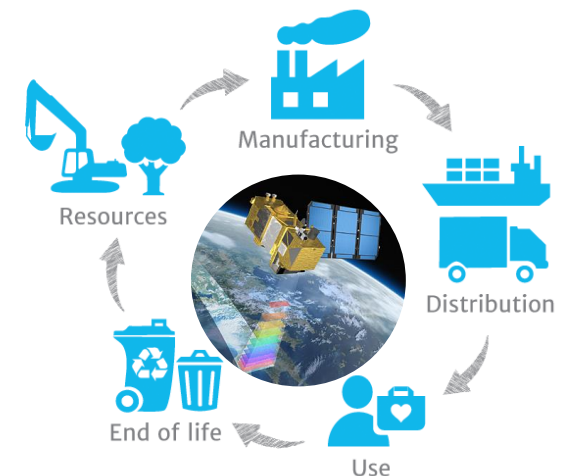 Manufacturing
Resources
Distribution
End of life
Use